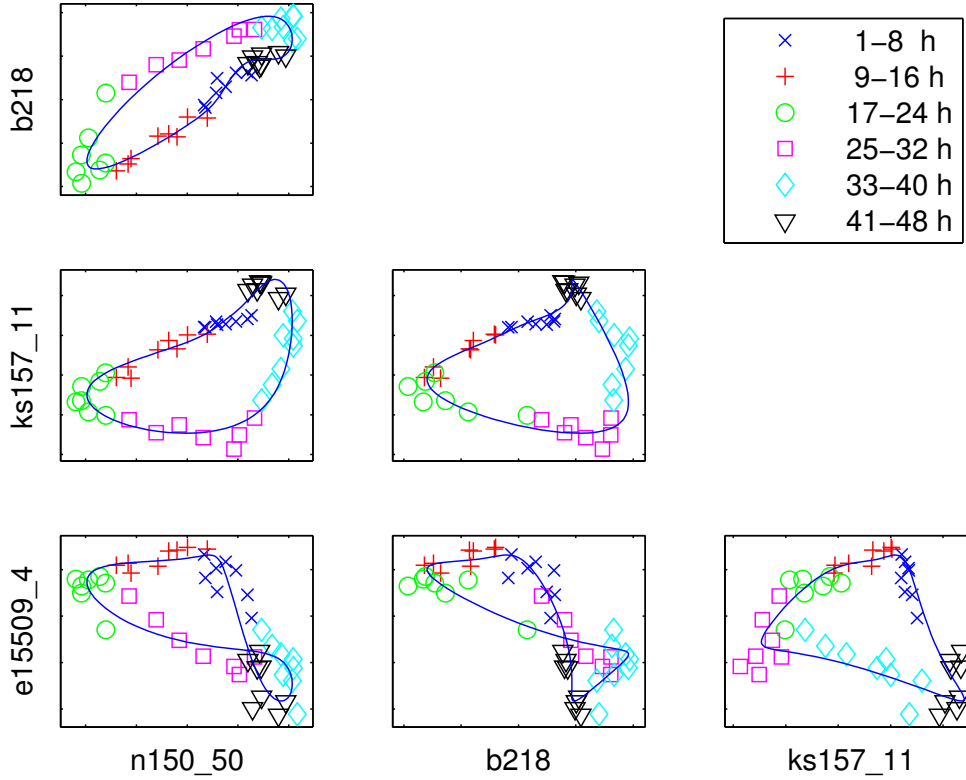 b218
1−8 h
9−16 h
17−24 h
25−32 h
33−40 h
41−48 h
ks157_11
e15509_4
n150_50
b218
ks157_11